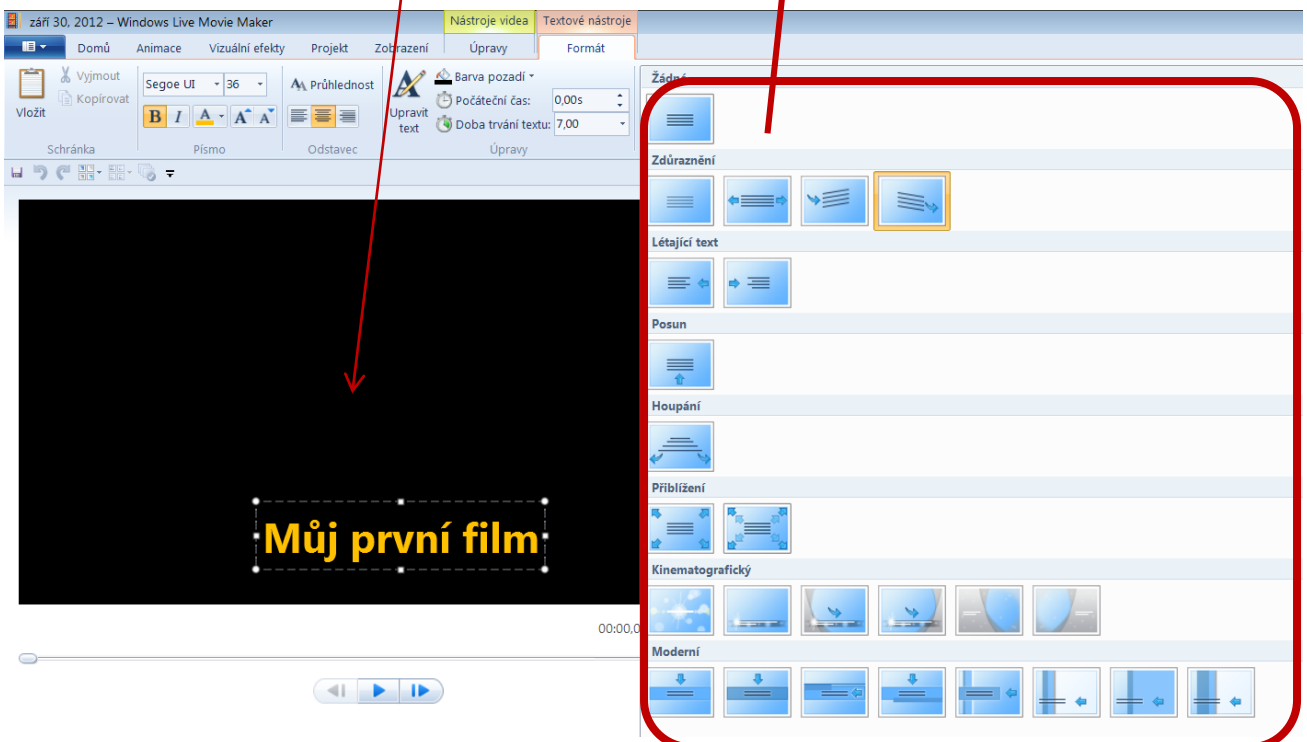 září 30, 2012 – Windows Live Movie Maker
Nástroje videa
Textové nástroje
Domů
Animace
Vizuální efekty
Projekt
Zobrazení
Úpravy
Formát
Vložit
Vyjmout
Kopírovat
Schránka
Segoe UI
36
B I A A A
Písmo
Průhlednost
Odstavec
Upravit
text
Barva pozadí
Počáteční čas: 0,00s
Doba trvání textu: 7,00
Úpravy
Můj první film
00:00,0
Žádné
Zdůraznění
Létající text
Posun
Houpání
Přiblížení
Kinematografický
Moderní